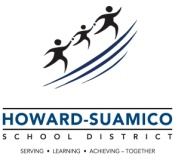 HOWARD-SUAMICO
SCHOOL DISTRICT
SERVING • LEARNING • ACHIEVING – TOGETHER